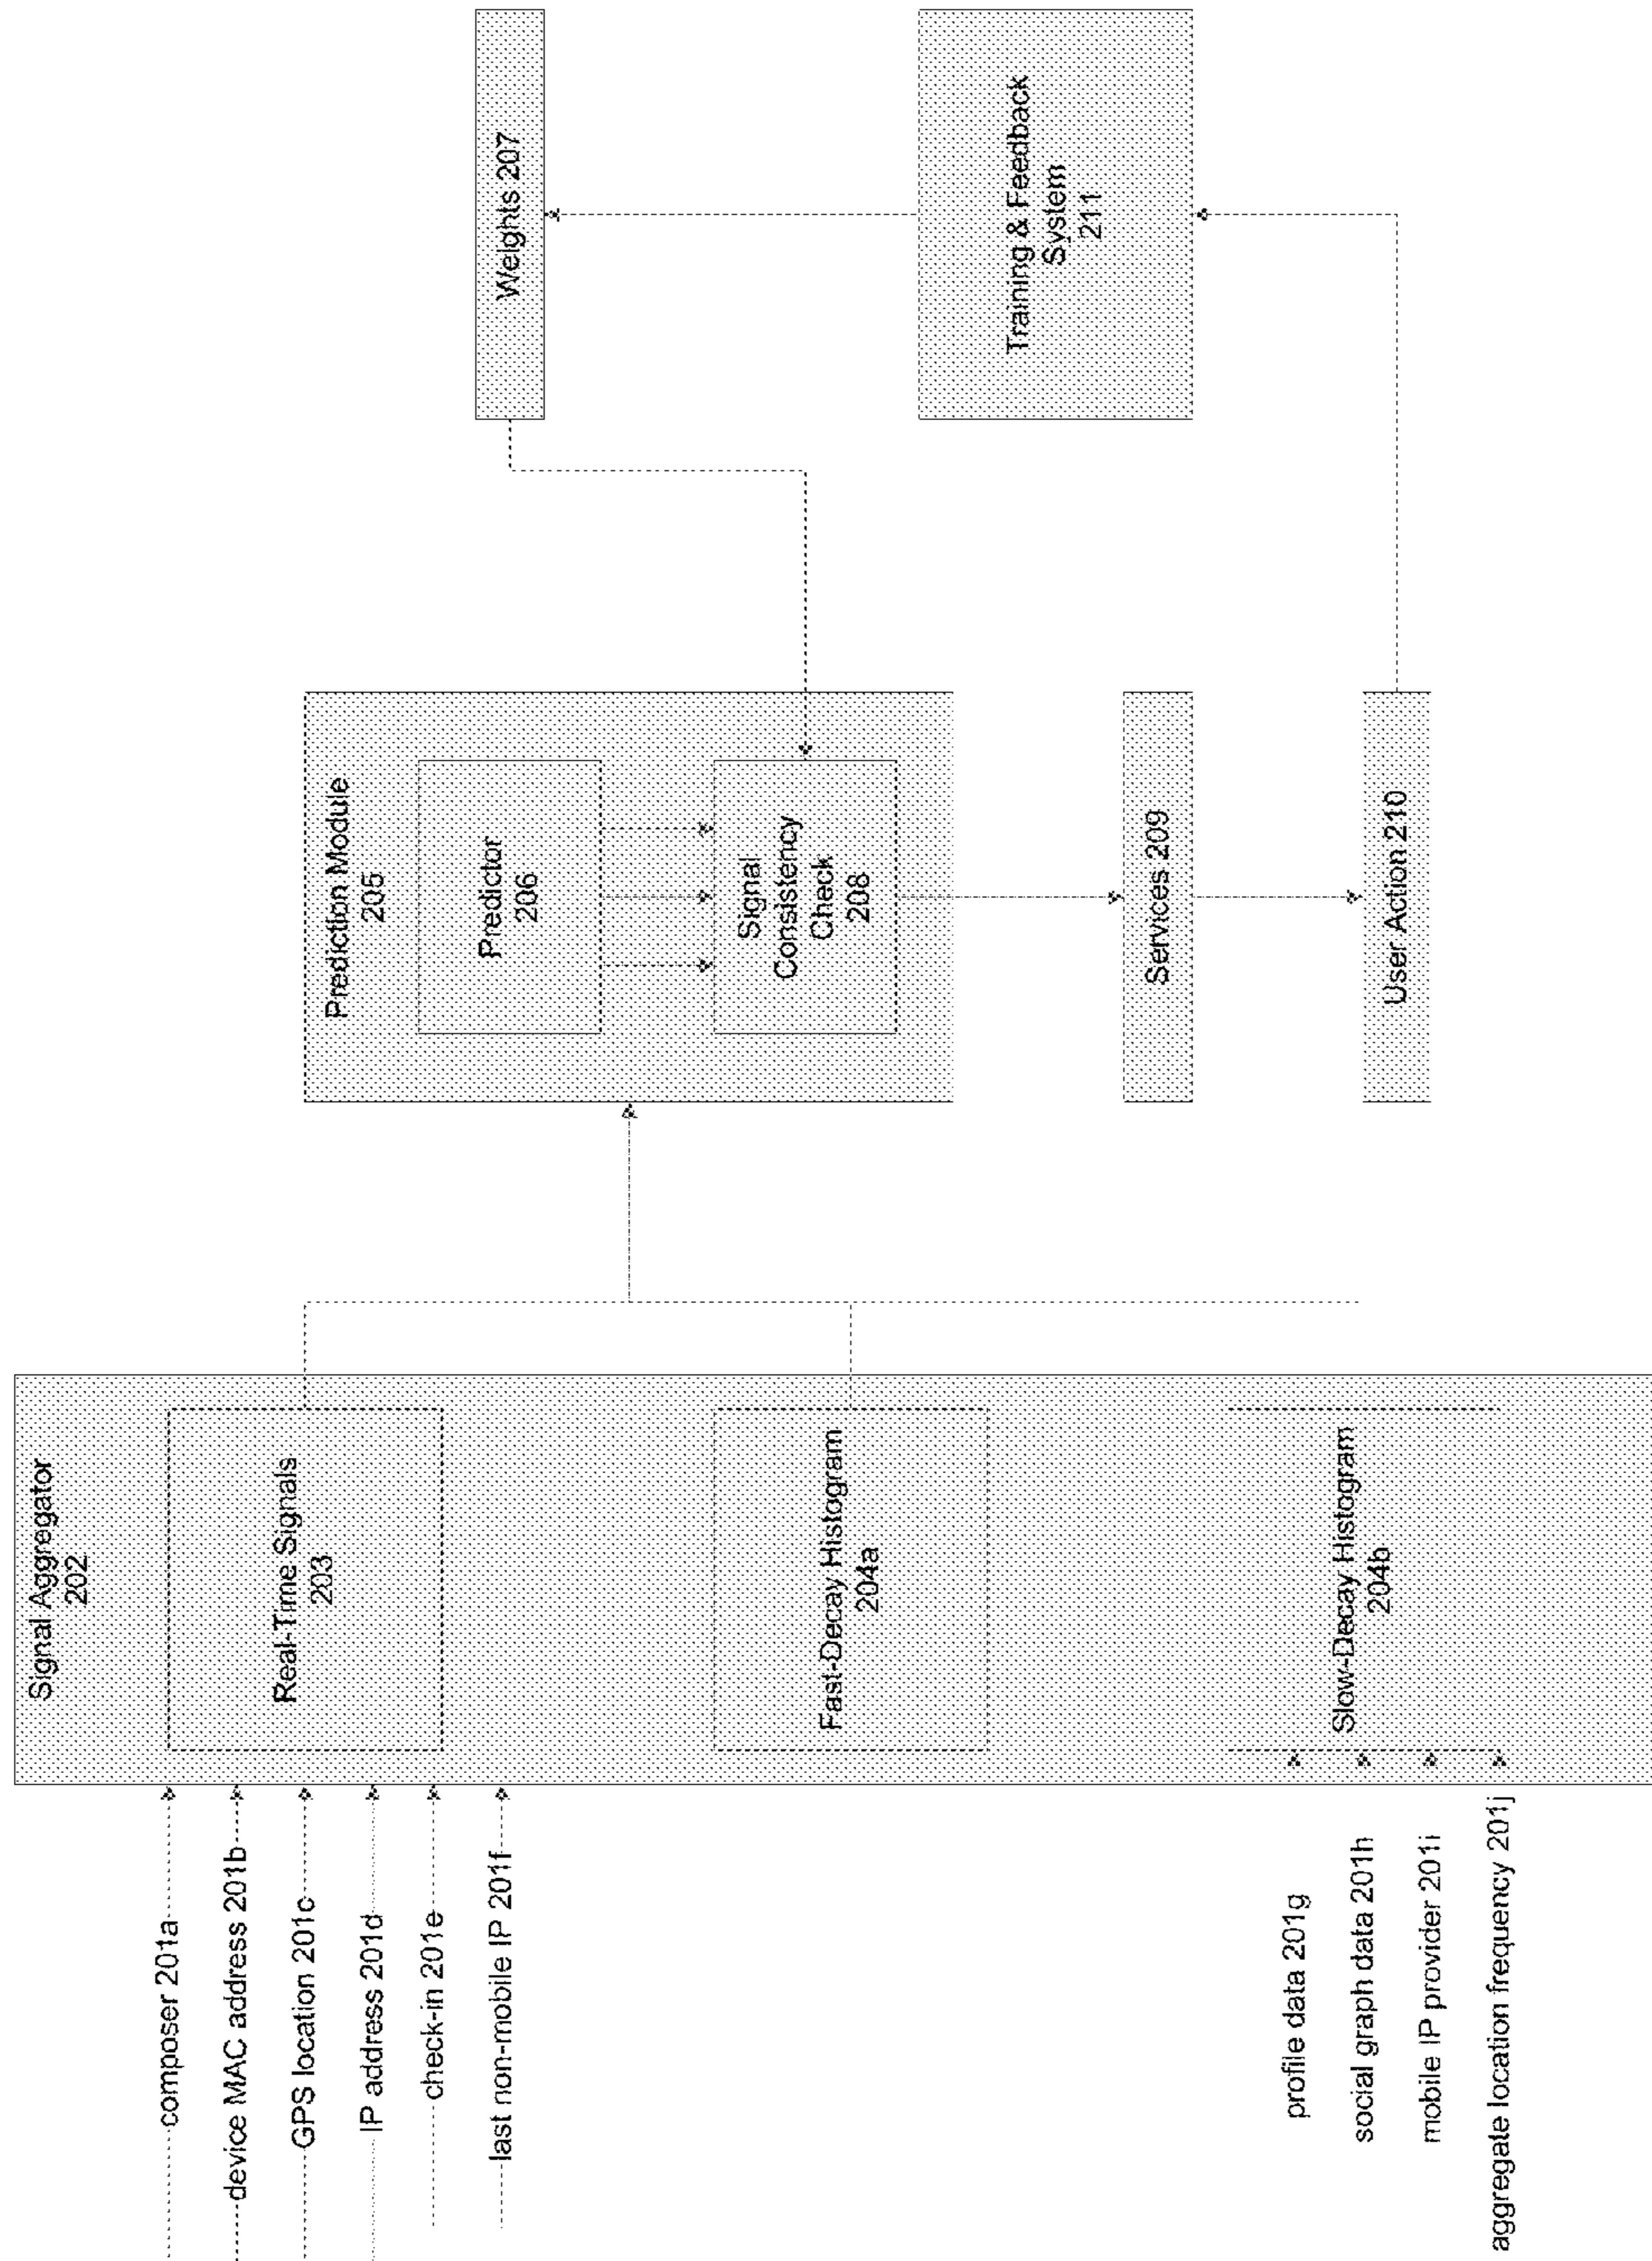 composer 201a
device MAC address 201b
GPS location 201c
IP address 201d
check-in 201e
last non-mobile IP 201f
profile data 201g
social graph data 201h
mobile IP provider 201i
aggregate location frequency 201j
Signal Aggregator
202
Real-Time Signals
203
Fast-Decay Histogram
204a
Slow-Decay Histogram
204b
Prediction Module
205
Predictor
206
Signal
Consistency
Check
208
Services 209
User Action 210
Weights 207
Training & Feedback
System
211